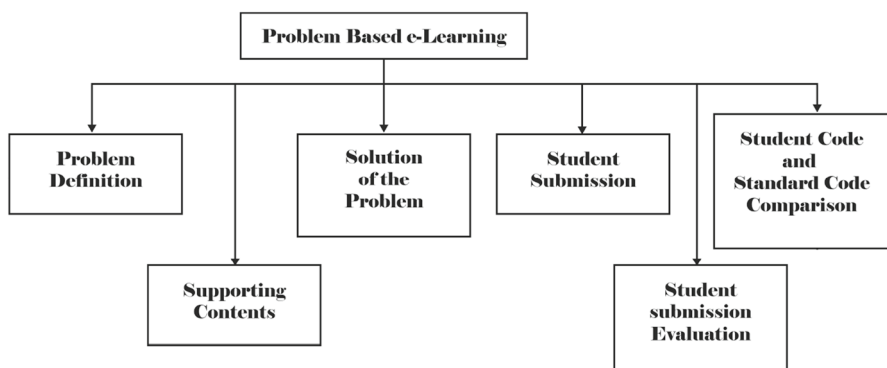 Problem Based e-Learning
Problem
Definition
Supporting
Contents
Solution
of the
Problem
Student
Submission
Student
submission
Evaluation
Student Code
and
Standard Code
Comparison